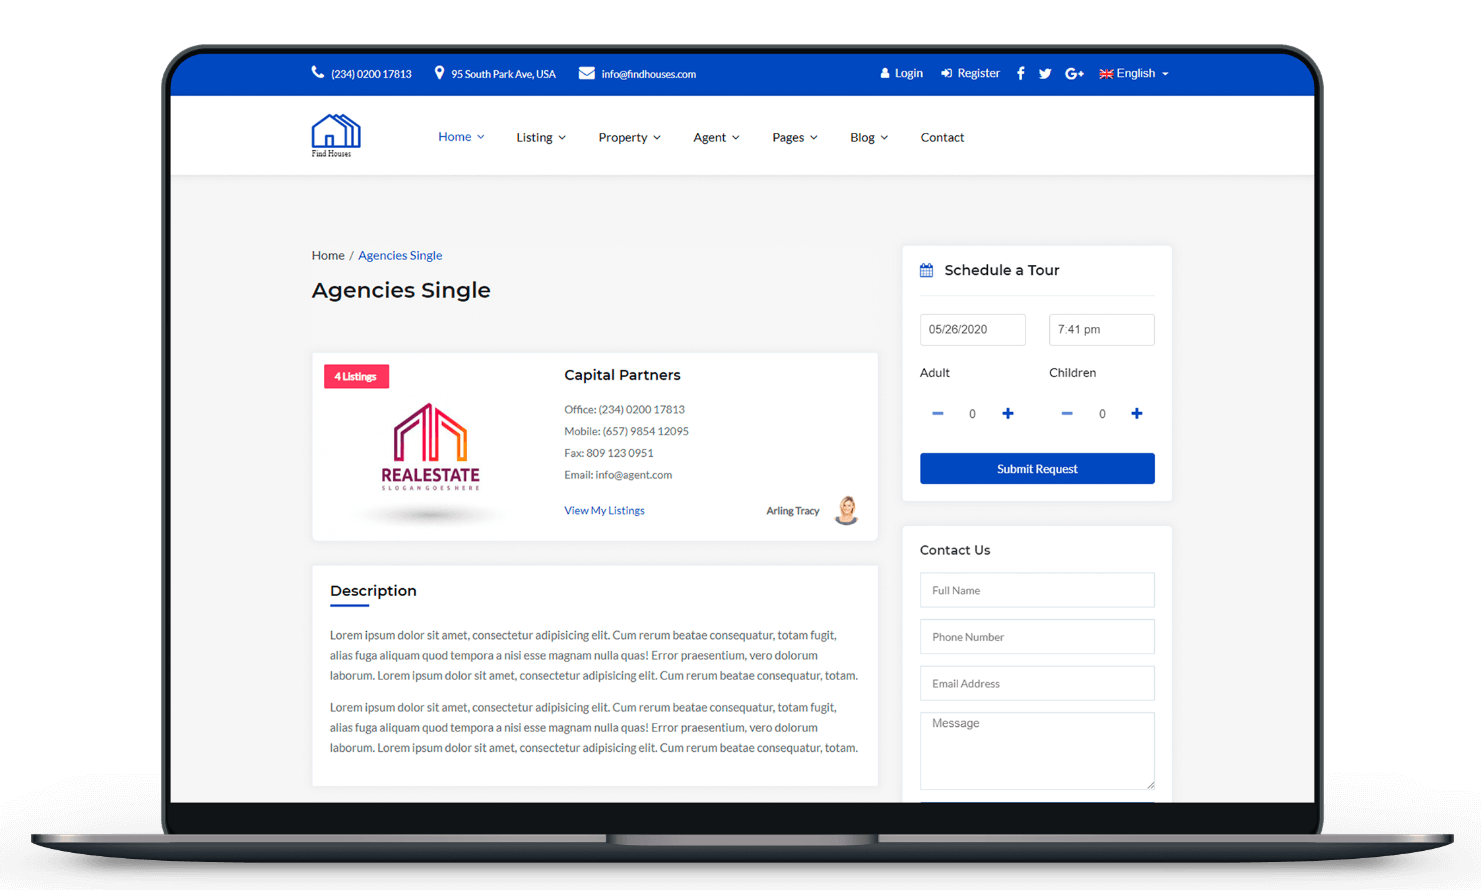 (234) 0200 17813 95 South Park Ave, USA info@findhouses.com Login Register English
Find Houses
Home Listing Property Agent Pages Blog Contact
Home / Agencies Single
Agencies Single
4 Listings
REALESTATE
SLOGAN GOES HERE
Capital Partners
Office: (234) 0200 17813
Mobile: (657) 9854 12095
Fax: 809 123 0951
Email: info@agent.com
View My Listings Arling Tracy
Description
Lorem ipsum dolor sit amet, consectetur adipisicing elit. Cum rerum beatae consequatur, totam fugit,
alias fuga aliquam quod tempora a nisi esse magnam nulla quas! Error praesentium, vero dolorum
laborum. Lorem ipsum dolor sit amet, consectetur adipisicing elit. Cum rerum beatae consequatur, totam.
Lorem ipsum dolor sit amet, consectetur adipisicing elit. Cum rerum beatae consequatur, totam fugit,
alias fuga aliquam quod tempora a nisi esse magnam nulla quas! Error praesentium, vero dolorum
laborum. Lorem ipsum dolor sit amet, consectetur adipisicing elit. Cum rerum beatae consequatur, totam.
Schedule a Tour
05/26/2020 7:41 pm
Adult Children
0 0
Submit Request
Contact Us
Full Name
Phone Number
Email Address
Message